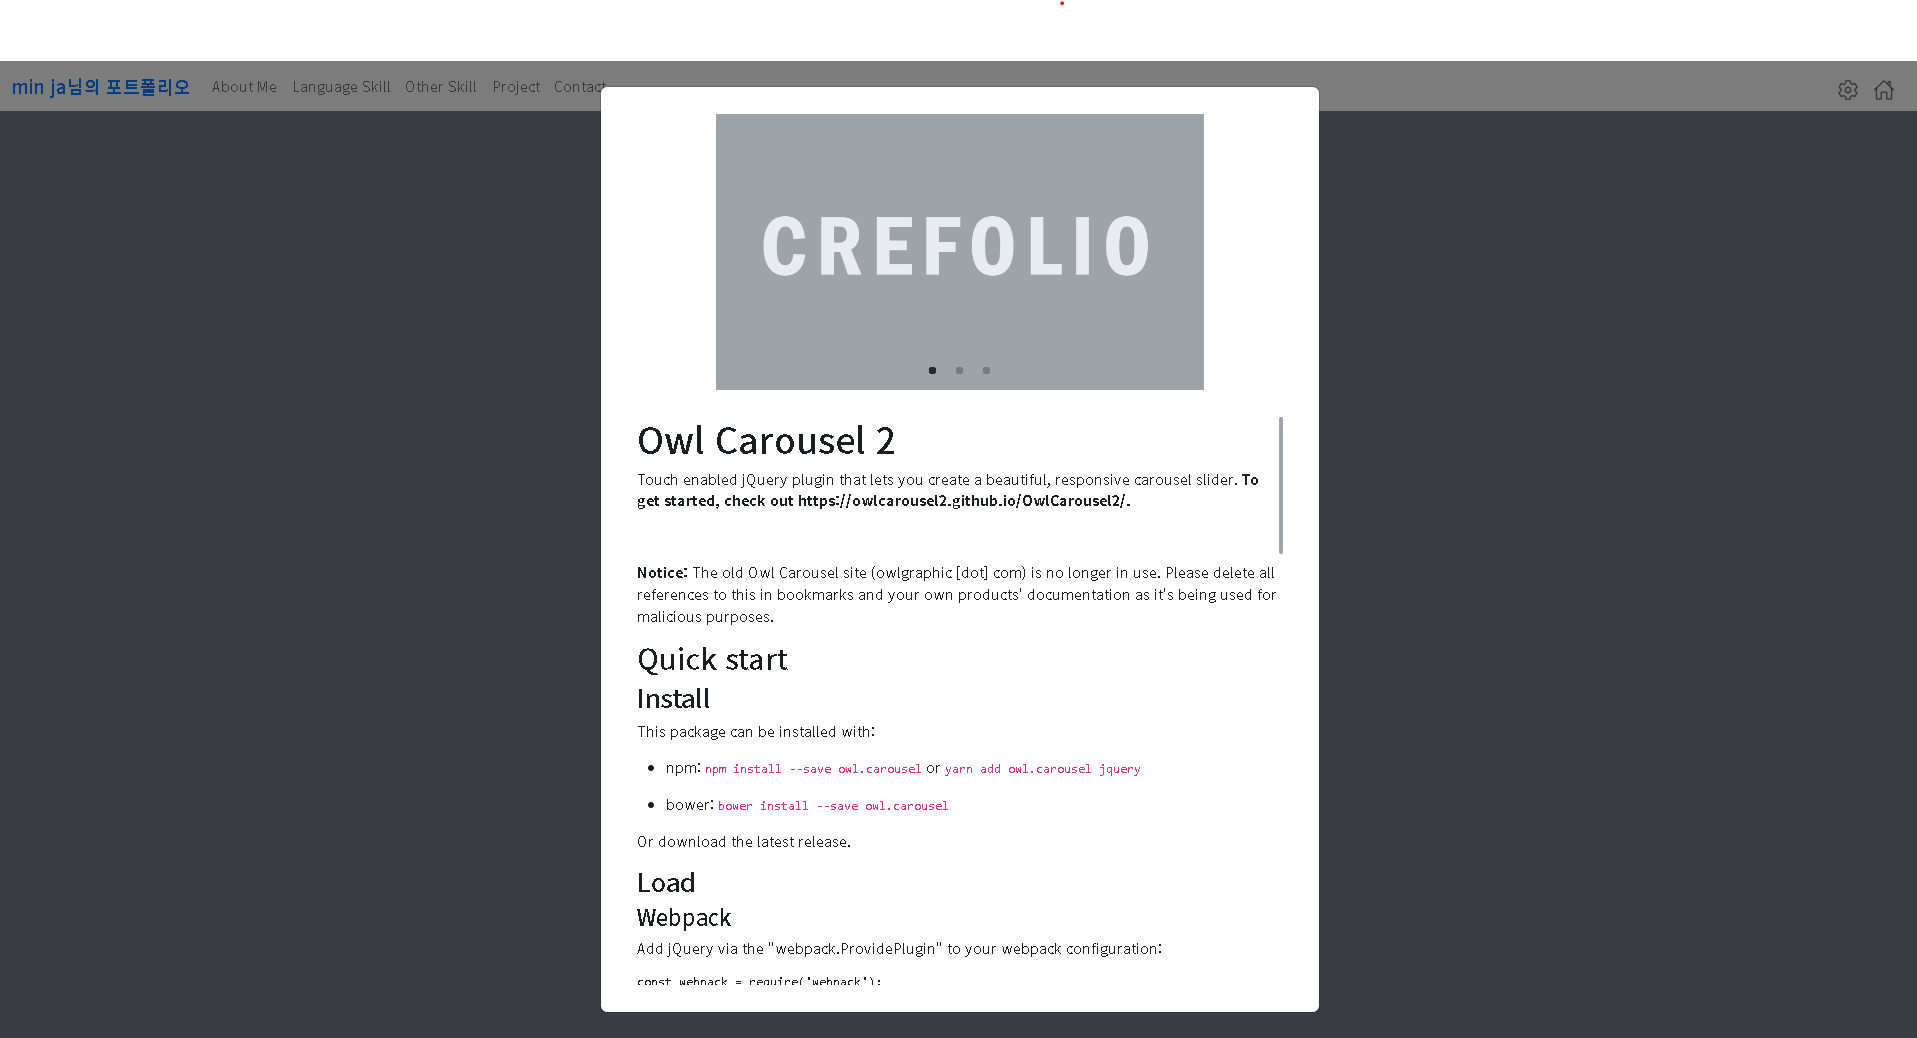 min ja님의 포트폴리오 About Me Language Skill Other Skill Project Contact
CREFOLIO
Owl Carousel 2
Touch enabled jQuery plugin that lets you create a beautiful, responsive carousel slider. To
get started, check out https://owlcarousel2.github.io/OwlCarousel2/.
Notice: The old Owl Carousel site (owlgraphic [dot] com) is no longer in use. Please delete all
references to this in bookmarks and your own products' documentation as it's being used for
malicious purposes.
Quick start
Install
This package can be installed with:
npm: npm install --save owl.carousel or yarn add owl.carousel jquery
bower: bower install --save owl.carousel
Or download the latest release.
Load
Webpack
Add jQuery via the "webpack.ProvidePlugin" to your webpack configuration:
const webpack = require('webpack');